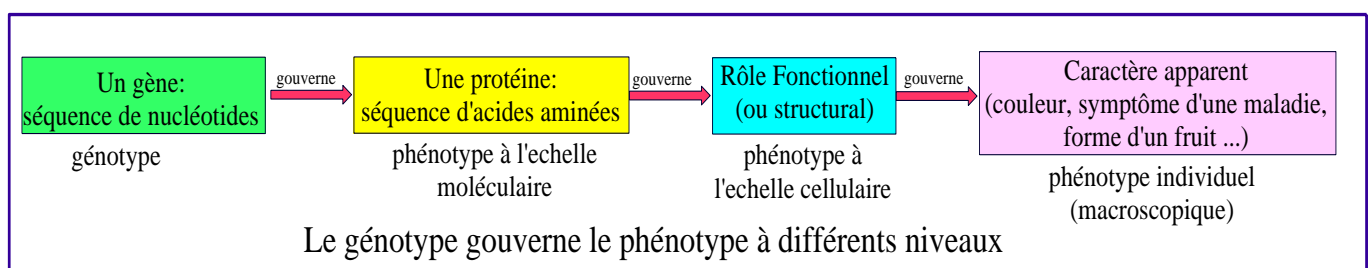 Un gène:
séquence de nucléotides
génotype
gouverne
Une protéine:
séquence d'acides aminées
phénotype à l'echelle
moléculaire
gouverne
Rôle Fonctionnel
(ou structural)
phénotype à
l'echelle cellulaire
gouverne
Caractère apparent
(couleur, symptôme d'une maladie,
forme d'un fruit ...)
phénotype individuel
(macroscopique)
Le génotype gouverne le phénotype à différents niveaux